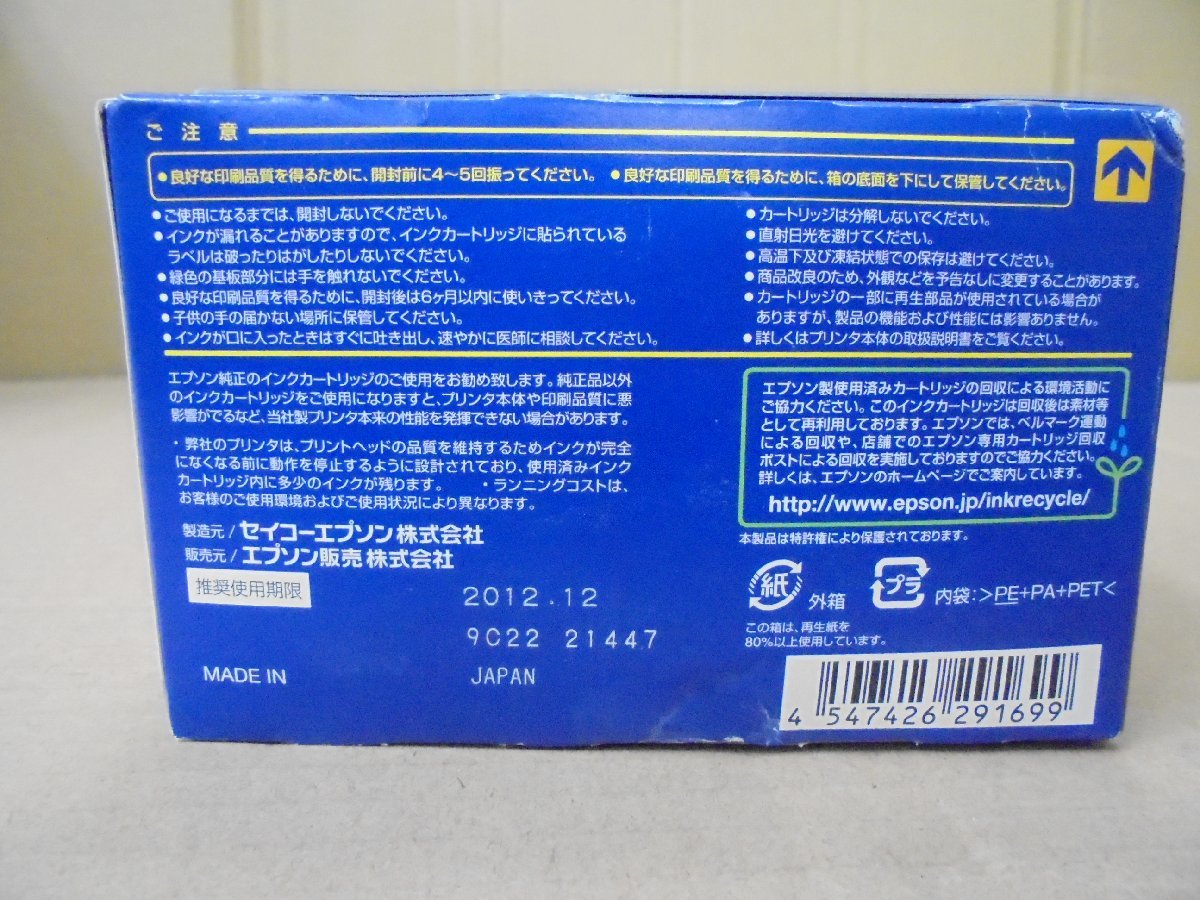 ご注意
●良好な印刷品質を得るために、開封前に4〜5回振ってください。 ●良好な印刷品質を得るために、箱の底面を下にして保管してください。
●ご使用になるまでは、開封しないでください。
●インクが漏れることがありますので、インクカートリッジに貼られている
ラベルは破ったりはがしたりしないでください。
●緑色の基板部分には手を触れないでください。
●良好な印刷品質を得るために、開封後は6ヶ月以内に使いきってください。
●子供の手の届かない場所に保管してください。
●インクが口に入ったときはすぐに吐き出し、速やかに医師に相談してください。
●カートリッジは分解しないでください。
●直射日光を避けてください。
●高温下及び凍結状態での保存は避けてください。
●商品改良のため、外観などを予告なしに変更することがあります。
●カートリッジの一部に再生部品が使用されている場合が
ありますが、製品の機能および性能には影響ありません。
●詳しくはプリンタ本体の取扱説明書をご覧ください。
エプソン純正のインクカートリッジのご使用をお勧め致します。純正品以外
のインクカートリッジをご使用になりますと、プリンタ本体や印刷品質に悪
影響がでるなど、当社製プリンタ本来の性能を発揮できない場合があります。
・弊社のプリンタは、プリントヘッドの品質を維持するためインクが完全
になくなる前に動作を停止するように設計されており、使用済みインク
カートリッジ内に多少のインクが残ります。 ・ランニングコストは、
お客様のご使用環境およびご使用状況により異なります。
製造元/セイコーエプソン株式会社
販売元/エプソン販売株式会社
推奨使用期限
2012.12
9C22 21447
MADE IN JAPAN
エプソン製使用済みカートリッジの回収による環境活動に
ご協力ください。このインクカートリッジは回収後は素材等
として再利用しております。エプソンでは、ベルマーク運動
による回収や、店舗でのエプソン専用カートリッジ回収
ポストによる回収を実施しておりますのでご協力ください。
詳しくは、エプソンのホームページでご案内しています。
http://www.epson.jp/inkrecycle/
本製品は特許権により保護されております。
紙 外箱 プラ 内袋:>PE+PA+PET<
この箱は、再生紙を
80%以上使用しています。
4 547426 291699